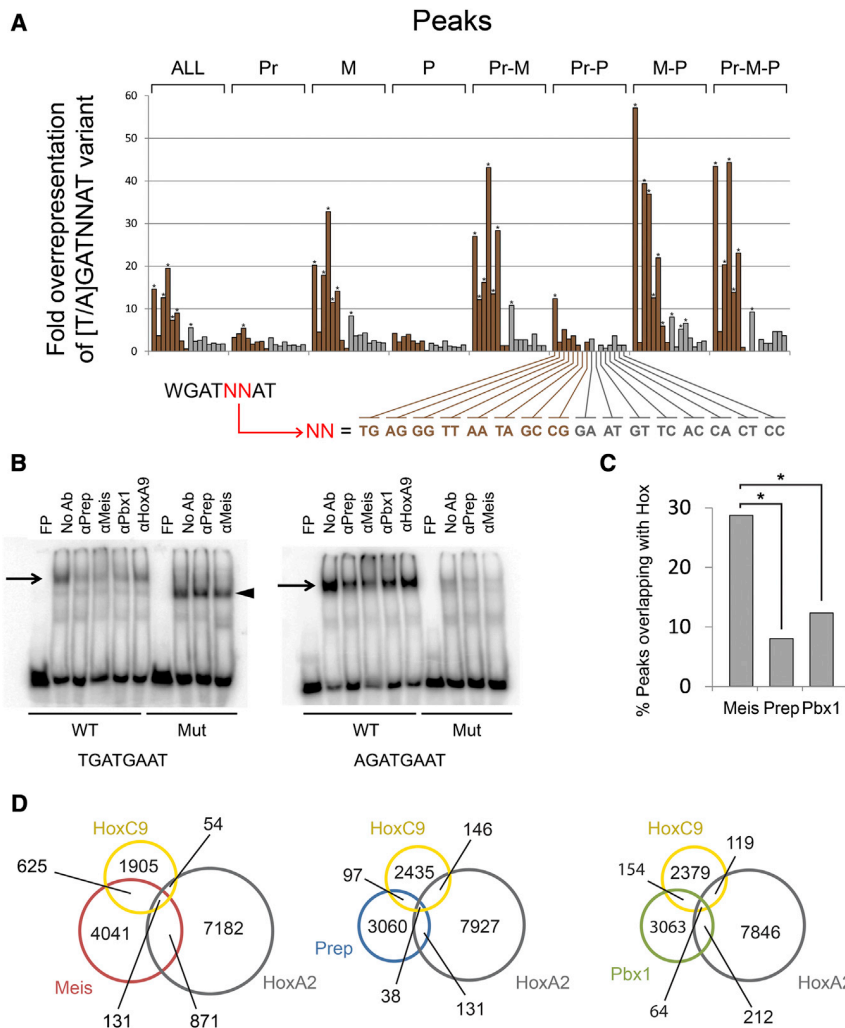 A
Peaks
ALL Pr M P Pr-M Pr-P M-P Pr-M-P
Fold overrepresentation
of [T/A]GATNNAT variant
60
50
40
30
20
10
0
WGATNNAT
NN = TG AG GG TT AA TA GC CG GA AT GT TC AC CA CT CC
B
FP No Ab αPrep αMeis αPbx1 αHoxA9 FP No Ab αPrep αMeis
FP No Ab αPrep αMeis αPbx1 αHoxA9 FP No Ab αPrep αMeis
WT Mut WT Mut
TGATGAAT AGATGAAT
C
% Peaks overlapping with Hox
30
20
10
0
* *
Meis Prep Pbx1
D
HoxC9 54
625 1905
4041 7182
Meis HoxA2
131 871
HoxC9 146
97 2435
3060 7927
Prep HoxA2
38 131
HoxC9 119
154 2379
3063 7846
Pbx1 HoxA2
64 212